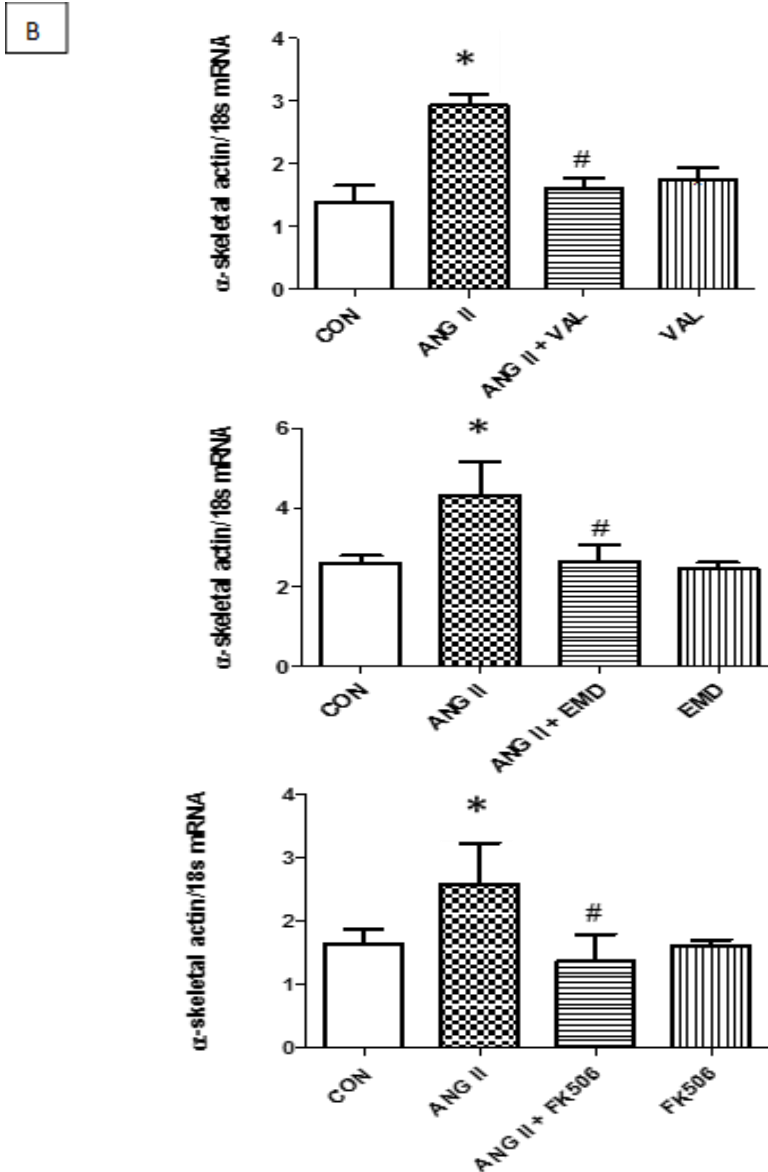 B
α-skeletal actin/18s mRNA
4
3
2
1
0
*
#
CON
ANG II
ANG II + VAL
VAL
α-skeletal actin/18s mRNA
6
4
2
0
*
#
CON
ANG II
ANG II + EMD
EMD
α-skeletal actin/18s mRNA
4
3
2
1
0
*
#
CON
ANG II
ANG II + FK506
FK506